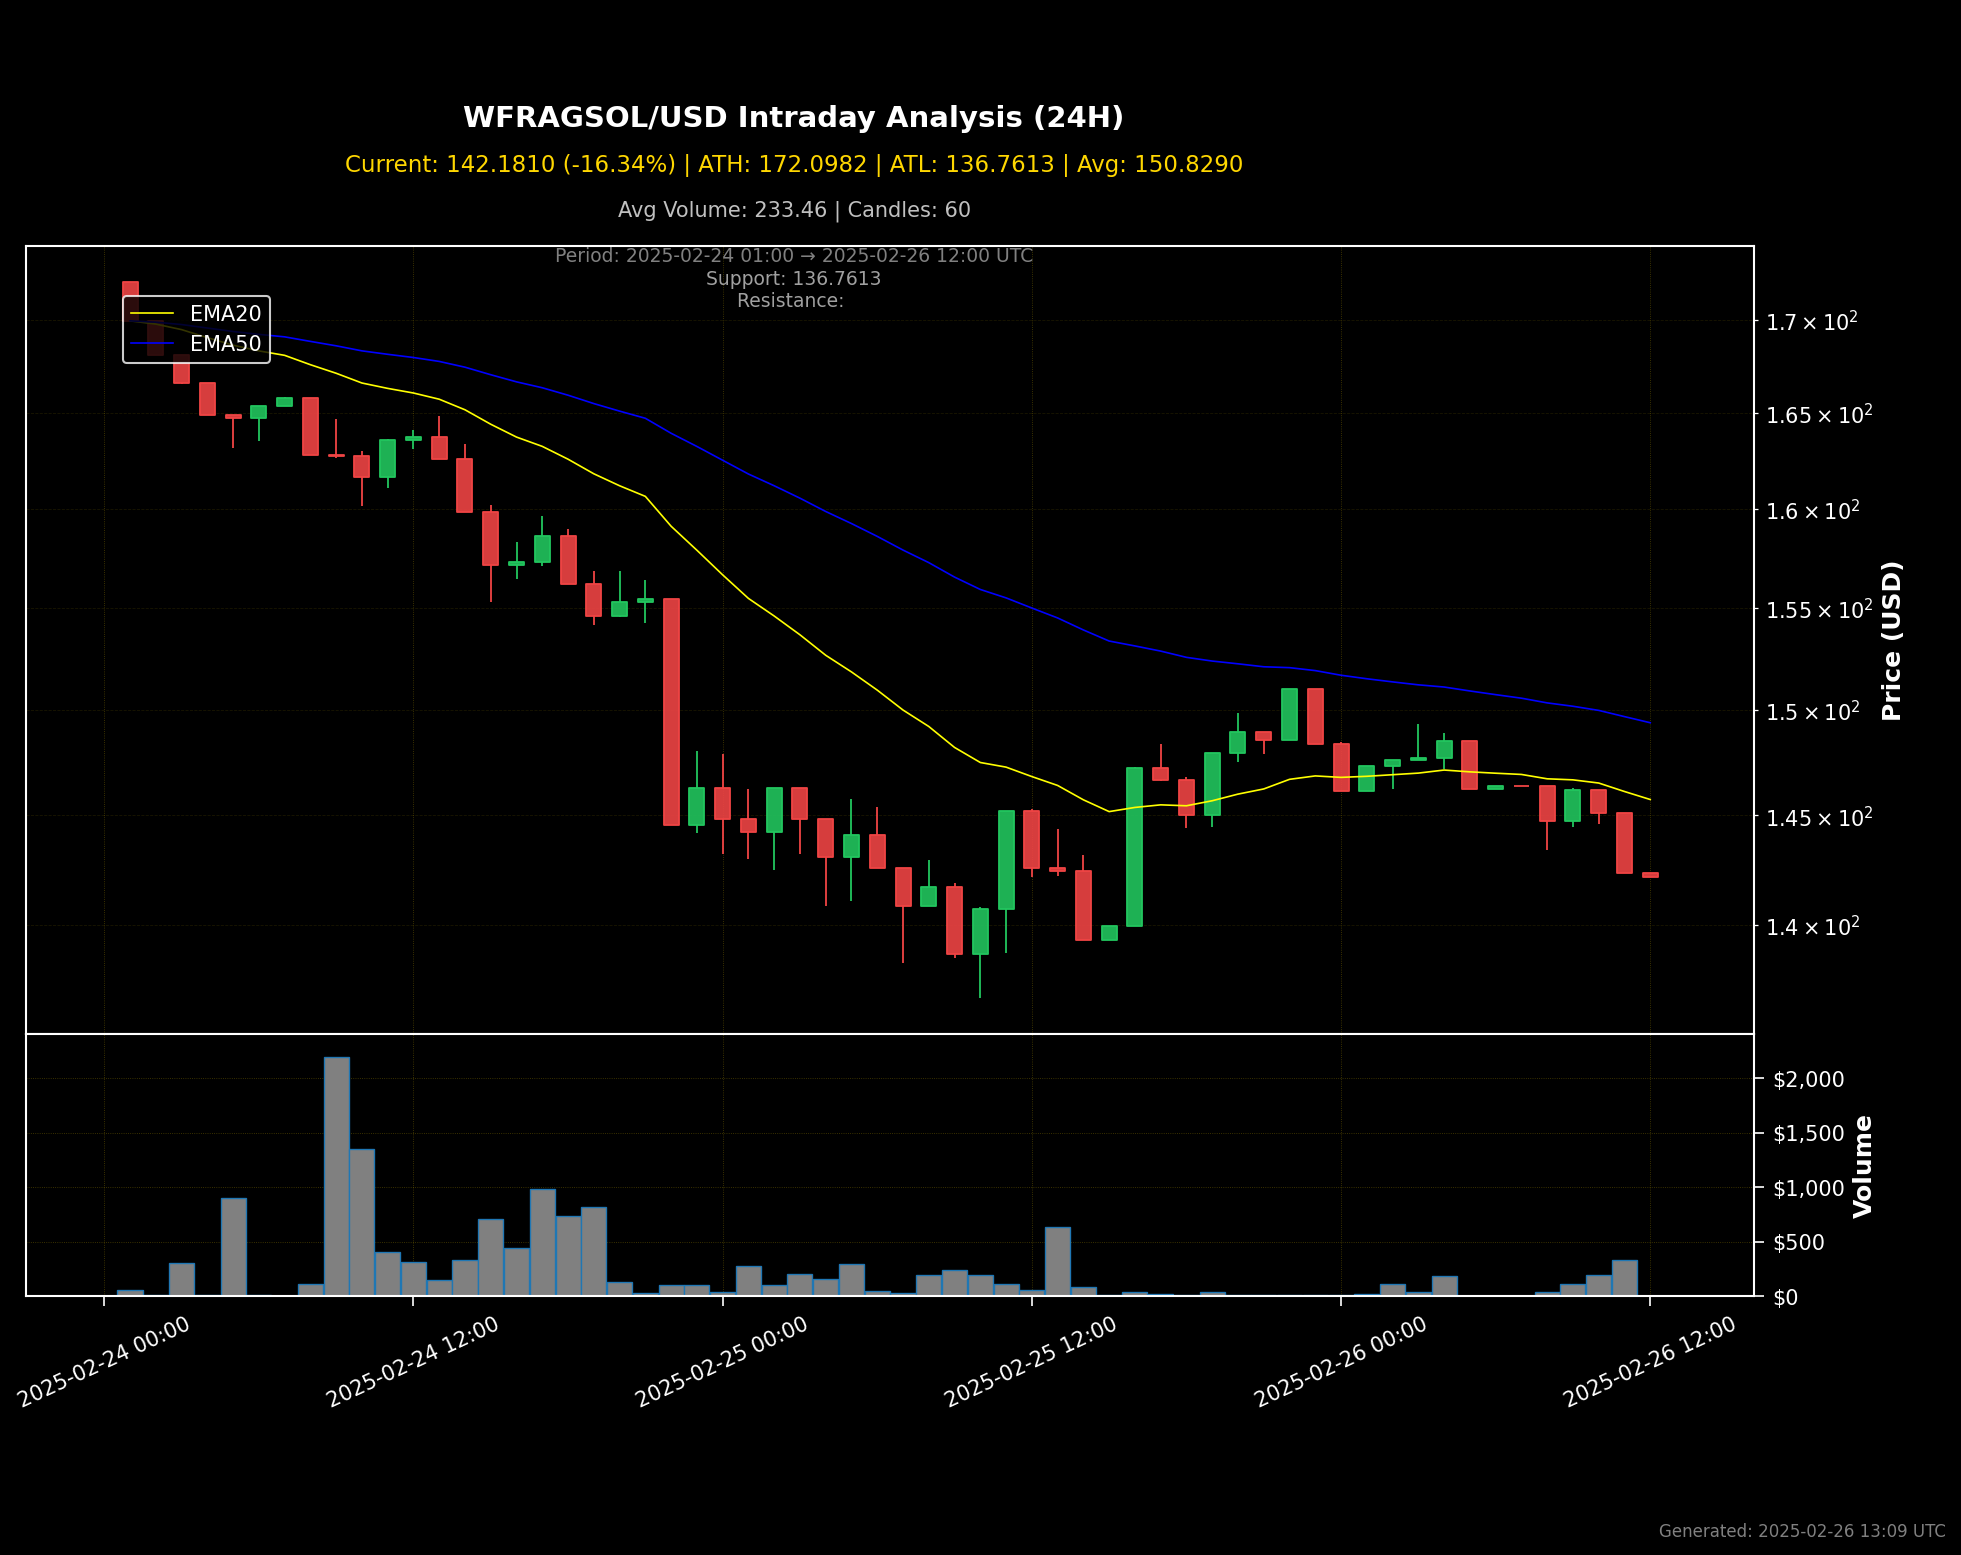 WFRAGSOL/USD Intraday Analysis (24H)
Current: 142.1810 (-16.34%) | ATH: 172.0982 | ATL: 136.7613 | Avg: 150.8290
Avg Volume: 233.46 | Candles: 60
Period: 2025-02-24 01:00 → 2025-02-26 12:00 UTC
Support: 136.7613
Resistance:
EMA20
EMA50
1.7 × 10²
1.65 × 10²
1.6 × 10²
1.55 × 10²
1.5 × 10²
1.45 × 10²
1.4 × 10²
Price (USD)
$2,000
$1,500
$1,000
$500
$0
Volume
2025-02-24 00:00
2025-02-24 12:00
2025-02-25 00:00
2025-02-25 12:00
2025-02-26 00:00
2025-02-26 12:00
Generated: 2025-02-26 13:09 UTC